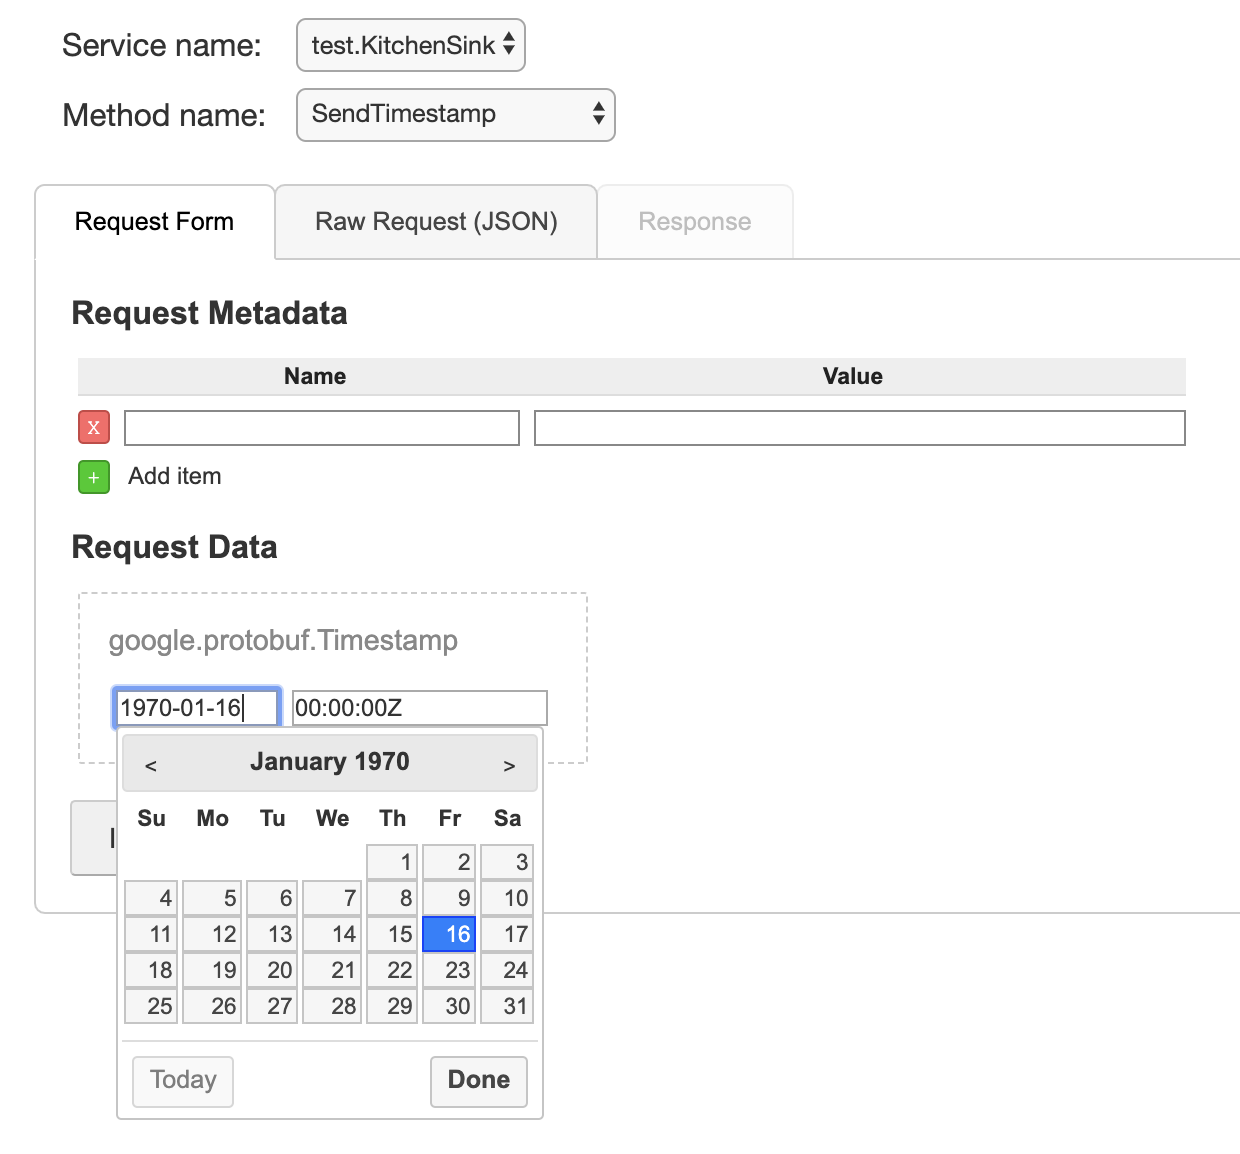 Service name: test.KitchenSink
Method name: SendTimestamp
Request Form Raw Request (JSON) Response
Request Metadata
Name Value
X
+ Add item
Request Data
google.protobuf.Timestamp
1970-01-16 00:00:00Z
< January 1970 >
Su Mo Tu We Th Fr Sa
1 2 3
4 5 6 7 8 9 10
11 12 13 14 15 16 17
18 19 20 21 22 23 24
25 26 27 28 29 30 31
Today Done